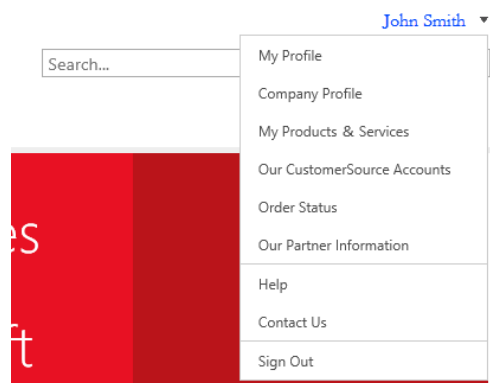 John Smith
Search...
My Profile
Company Profile
My Products & Services
Our CustomerSource Accounts
Order Status
Our Partner Information
Help
Contact Us
Sign Out